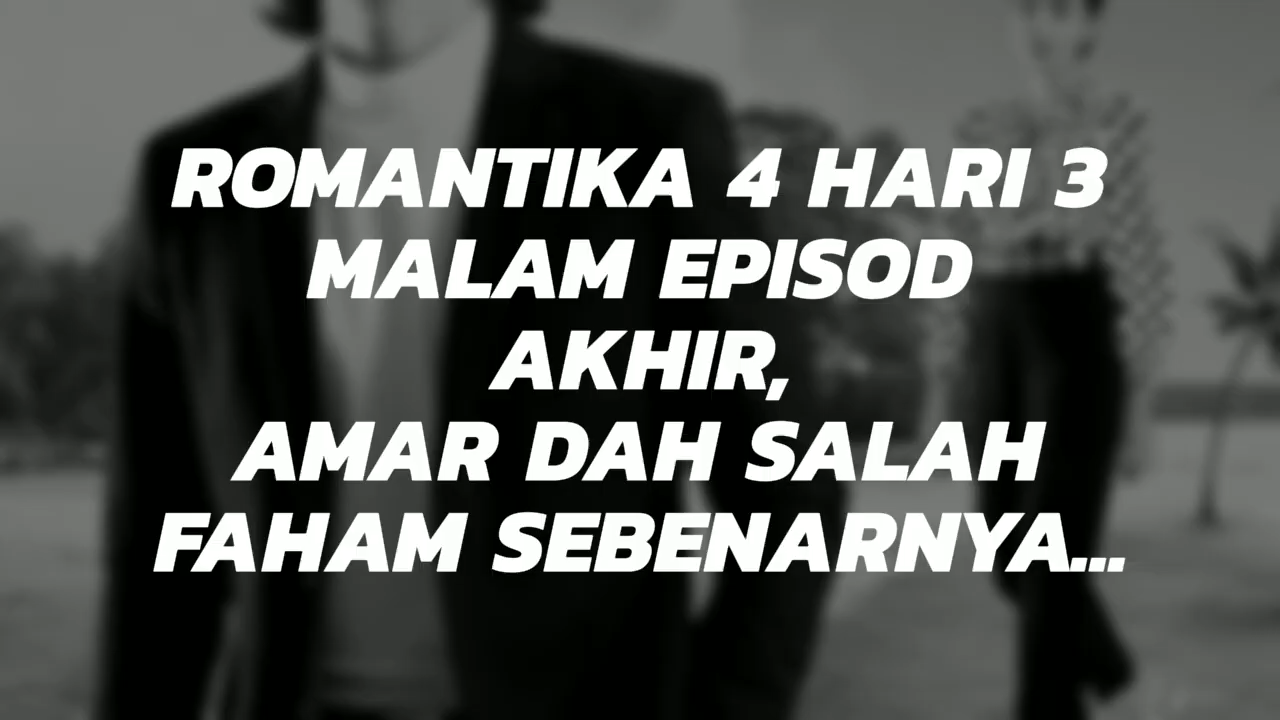 ROMANTIKA 4 HARI 3
MALAM EPISOD
AKHIR,
AMAR DAH SALAH
FAHAM SEBENARNYA...